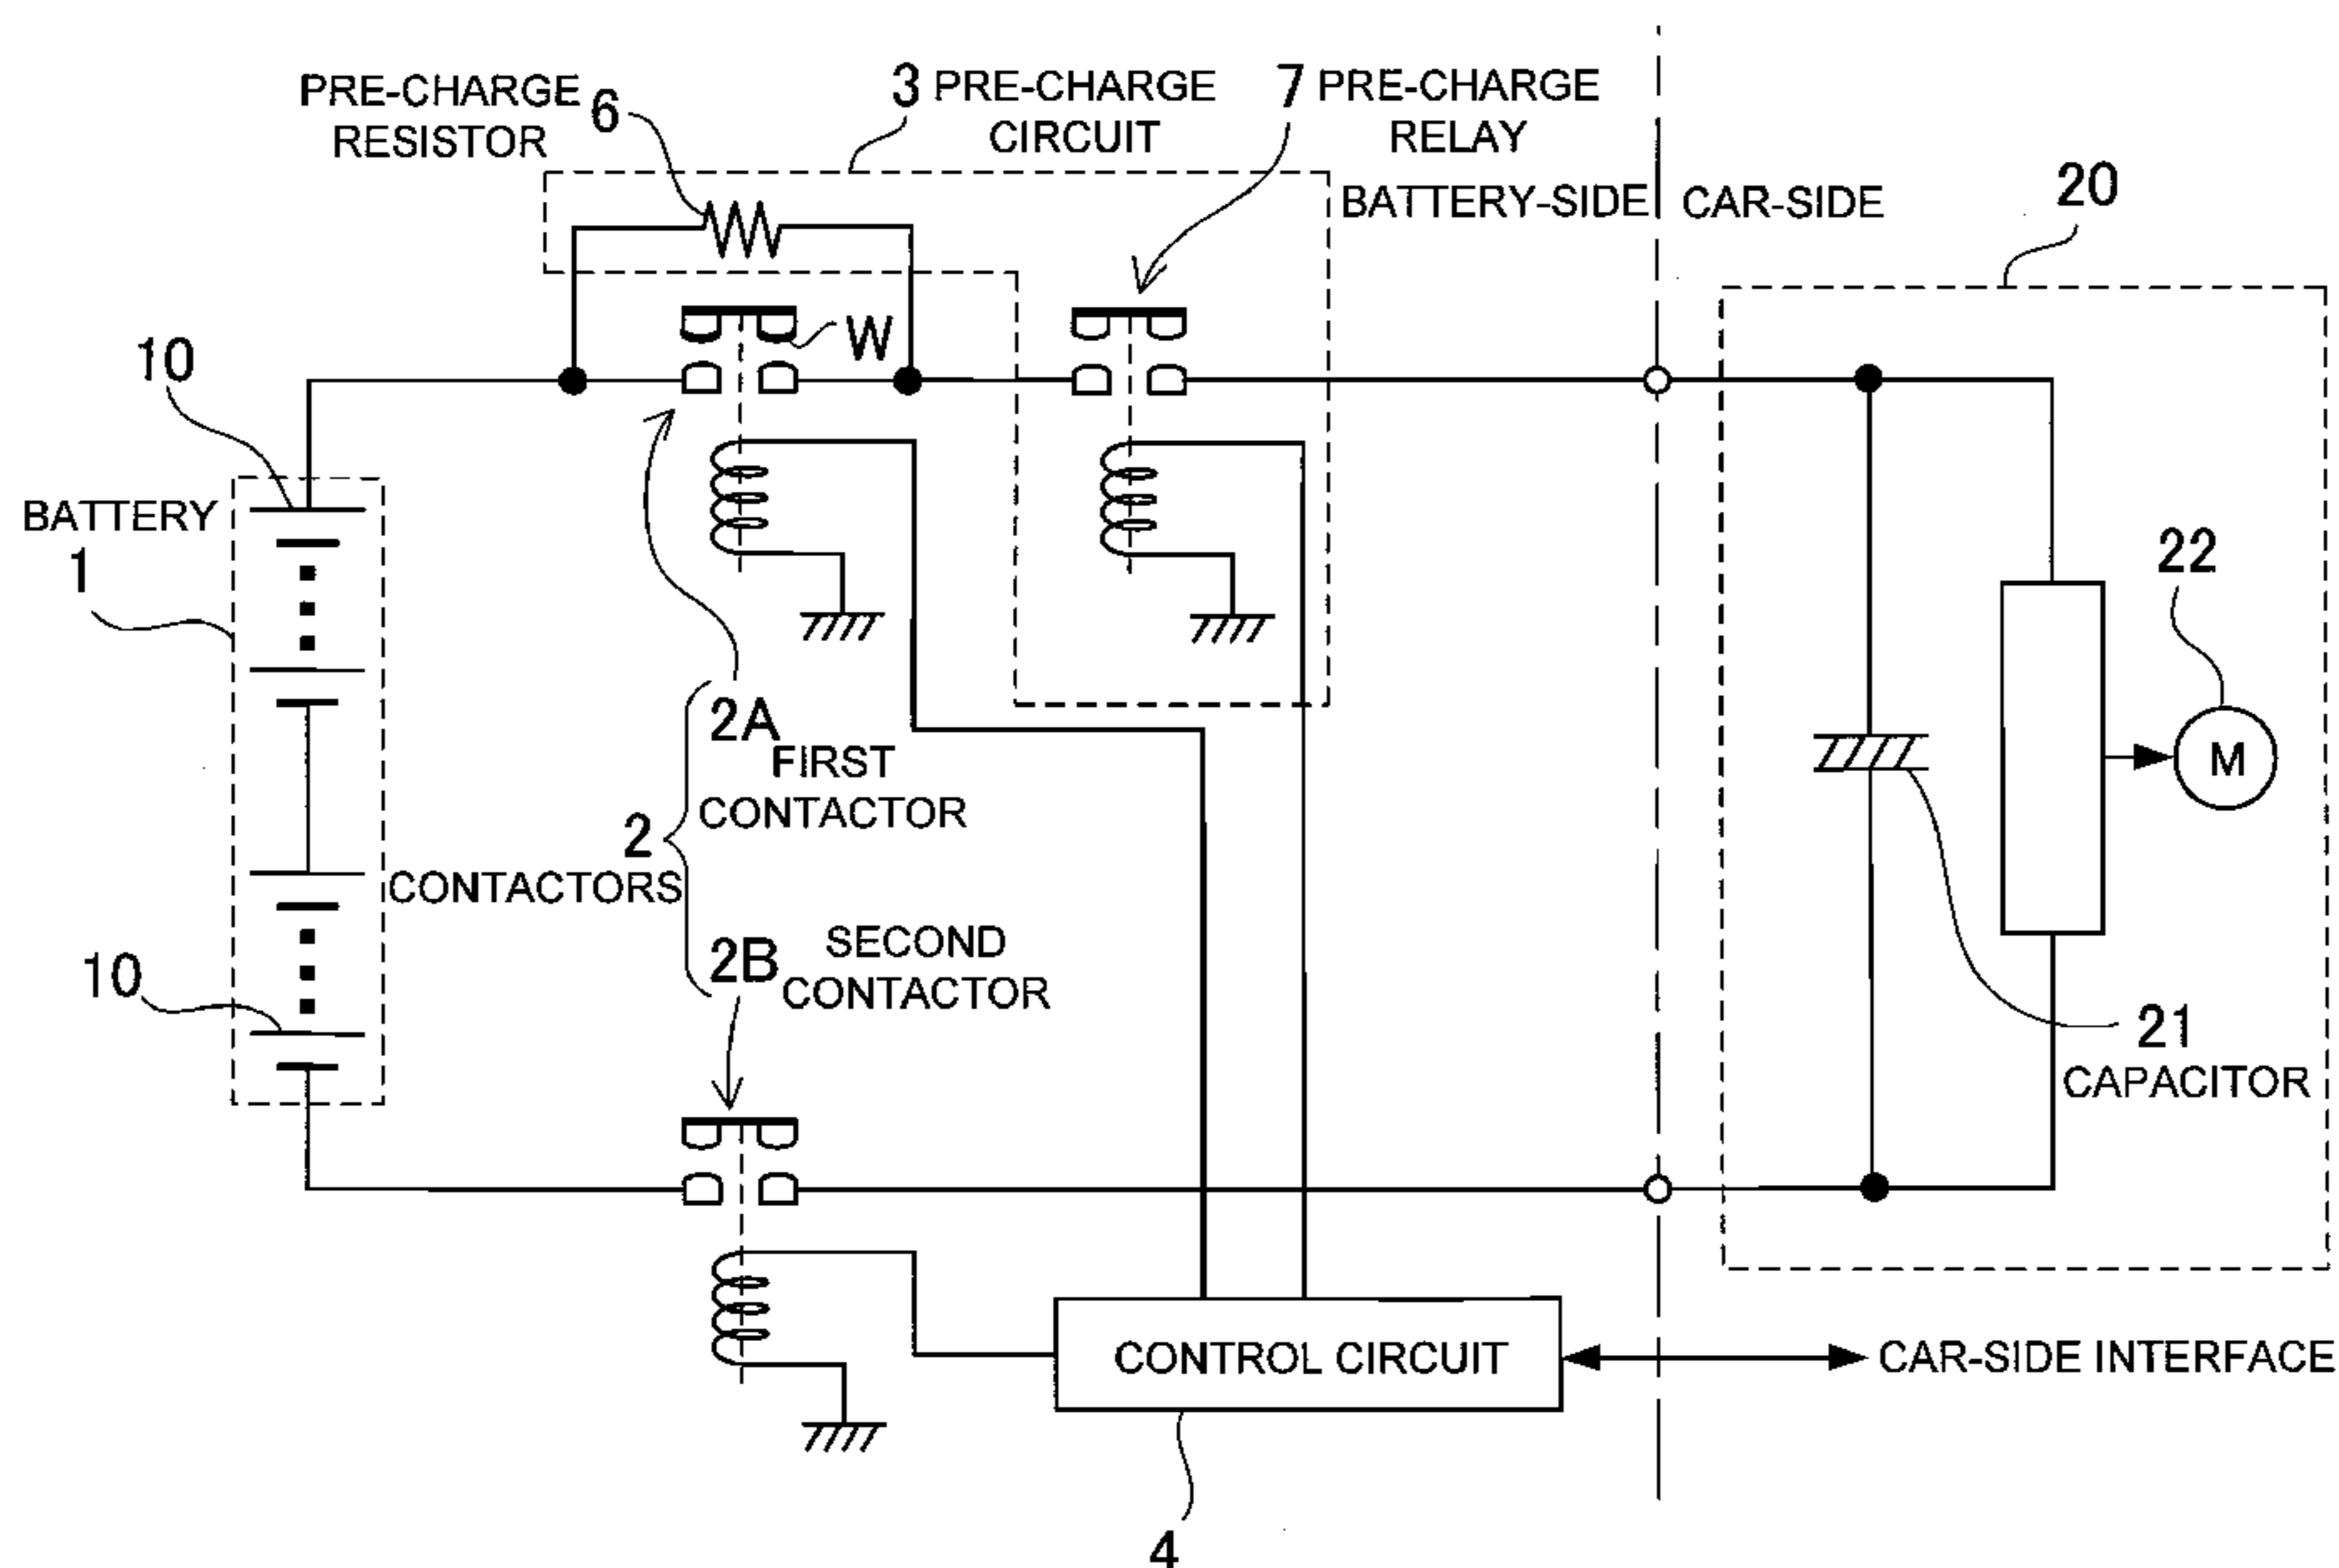 PRE-CHARGE
RESISTOR
6
3 PRE-CHARGE
CIRCUIT
7 PRE-CHARGE
RELAY
BATTERY-SIDE
CAR-SIDE
20
10
W
BATTERY
1
22
M
2A
FIRST
CONTACTOR
2
CONTACTORS
2B SECOND
CONTACTOR
10
21
CAPACITOR
CONTROL CIRCUIT
CAR-SIDE INTERFACE
4